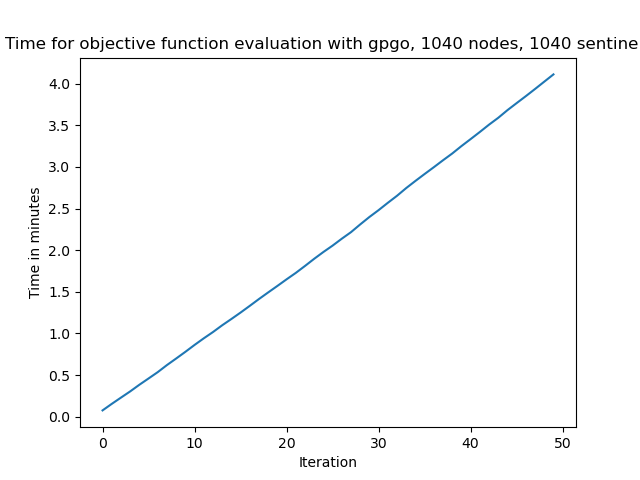 Time for objective function evaluation with gpgo, 1040 nodes, 1040 sentine
4.0
3.5
3.0
2.5
2.0
1.5
1.0
0.5
0.0
Time in minutes
0 10 20 30 40 50
Iteration